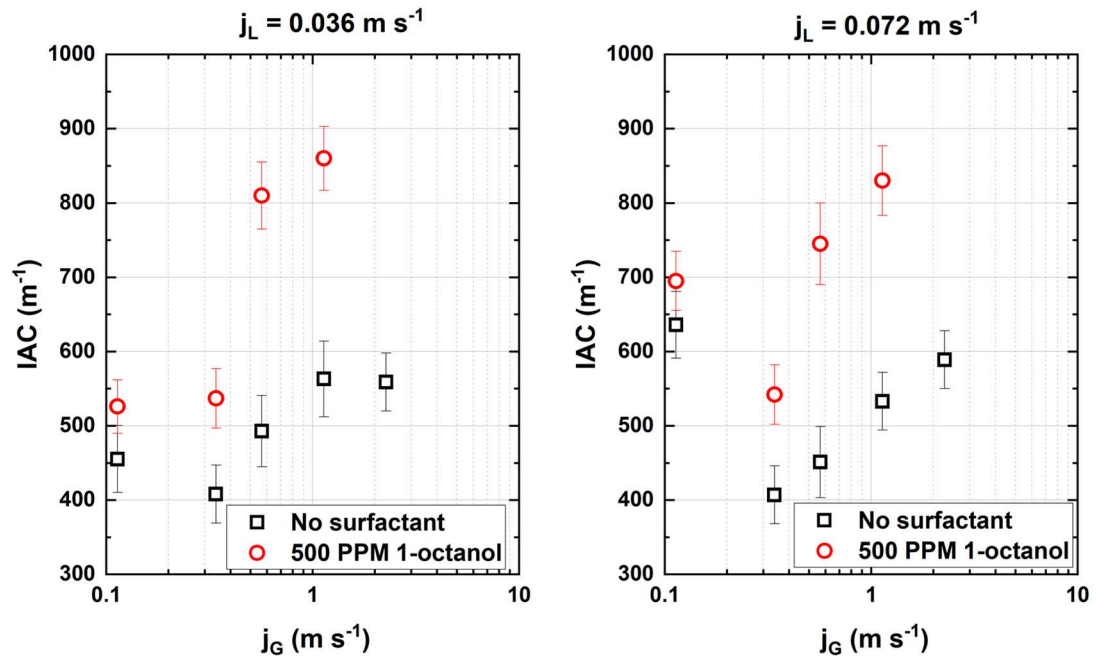 j_L = 0.036 m s⁻¹
1000
900
800
700
600
500
400
300
IAC (m⁻¹)
No surfactant
500 PPM 1-octanol
0.1
1
10
j_G (m s⁻¹)
j_L = 0.072 m s⁻¹
1000
900
800
700
600
500
400
300
IAC (m⁻¹)
No surfactant
500 PPM 1-octanol
0.1
1
10
j_G (m s⁻¹)